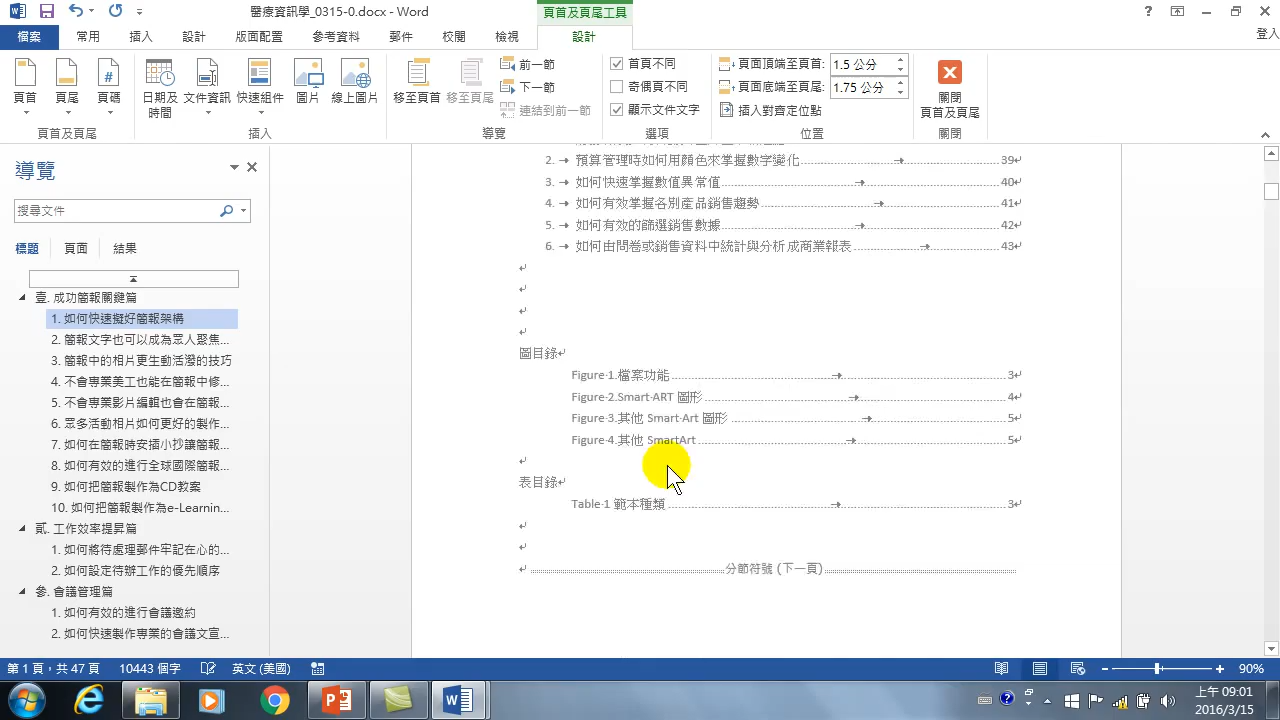 醫療資訊學_0315-0.docx - Word
頁首及頁尾工具
檔案 常用 插入 設計 版面配置 參考資料 郵件 校閱 檢視 設計 登入
頁首 頁尾 頁碼 日期及時間 文件資訊 快速組件 圖片 線上圖片 移至頁首 移至頁尾
前一節
下一節
連結到前一節
首頁不同
奇偶頁不同
顯示文件文字
頁面頂端至頁首: 1.5 公分
頁面底端至頁尾: 1.75 公分
插入對齊定位點
關閉
頁首及頁尾
頁首及頁尾 插入 導覽 選項 位置 關閉
導覽
搜尋文件
標題 頁面 結果
壹. 成功簡報關鍵篇
1. 如何快速擬好簡報架構
2. 簡報文字也可以成為眾人聚焦...
3. 簡報中的相片更生動活潑的技巧
4. 不會專業美工也能在簡報中修...
5. 不會專業影片編輯也會在簡報...
6. 眾多活動相片如何更好的製作...
7. 如何在簡報時安插小抄讓簡報...
8. 如何有效的進行全球國際簡報...
9. 如何把簡報製作為CD教案
10. 如何把簡報製作為e-Learnin...
貳. 工作效率提昇篇
1. 如何將待處理郵件牢記在心的...
2. 如何設定待辦工作的優先順序
參. 會議管理篇
1. 如何有效的進行會議邀約
2. 如何快速製作專業的會議文宣...
2. → 預算管理時如何用顏色來掌握數字變化 → 39↵
3. → 如何快速掌握數值異常值 → 40↵
4. → 如何有效掌握各別產品銷售趨勢 → 41↵
5. → 如何有效的篩選銷售數據 → 42↵
6. → 如何由問卷或銷售資料中統計與分析成商業報表 → 43↵
圖目錄↵
Figure·1.檔案功能 → 3↵
Figure·2.Smart·ART 圖形 → 4↵
Figure·3.其他 Smart·Art 圖形 → 5↵
Figure·4.其他 SmartArt → 5↵
表目錄↵
Table·1 範本種類 → 3↵
分節符號 (下一頁)
第 1 頁，共 47 頁 10443 個字 英文 (美國) 90%
上午 09:01
2016/3/15